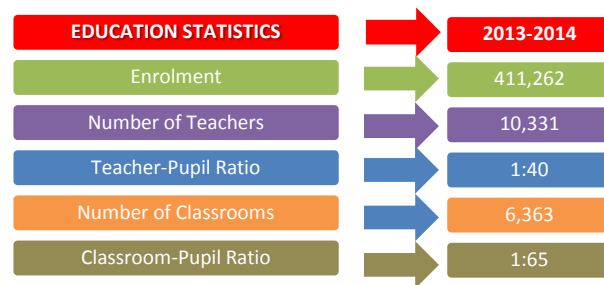 EDUCATION STATISTICS 2013-2014
Enrolment 411,262
Number of Teachers 10,331
Teacher-Pupil Ratio 1:40
Number of Classrooms 6,363
Classroom-Pupil Ratio 1:65